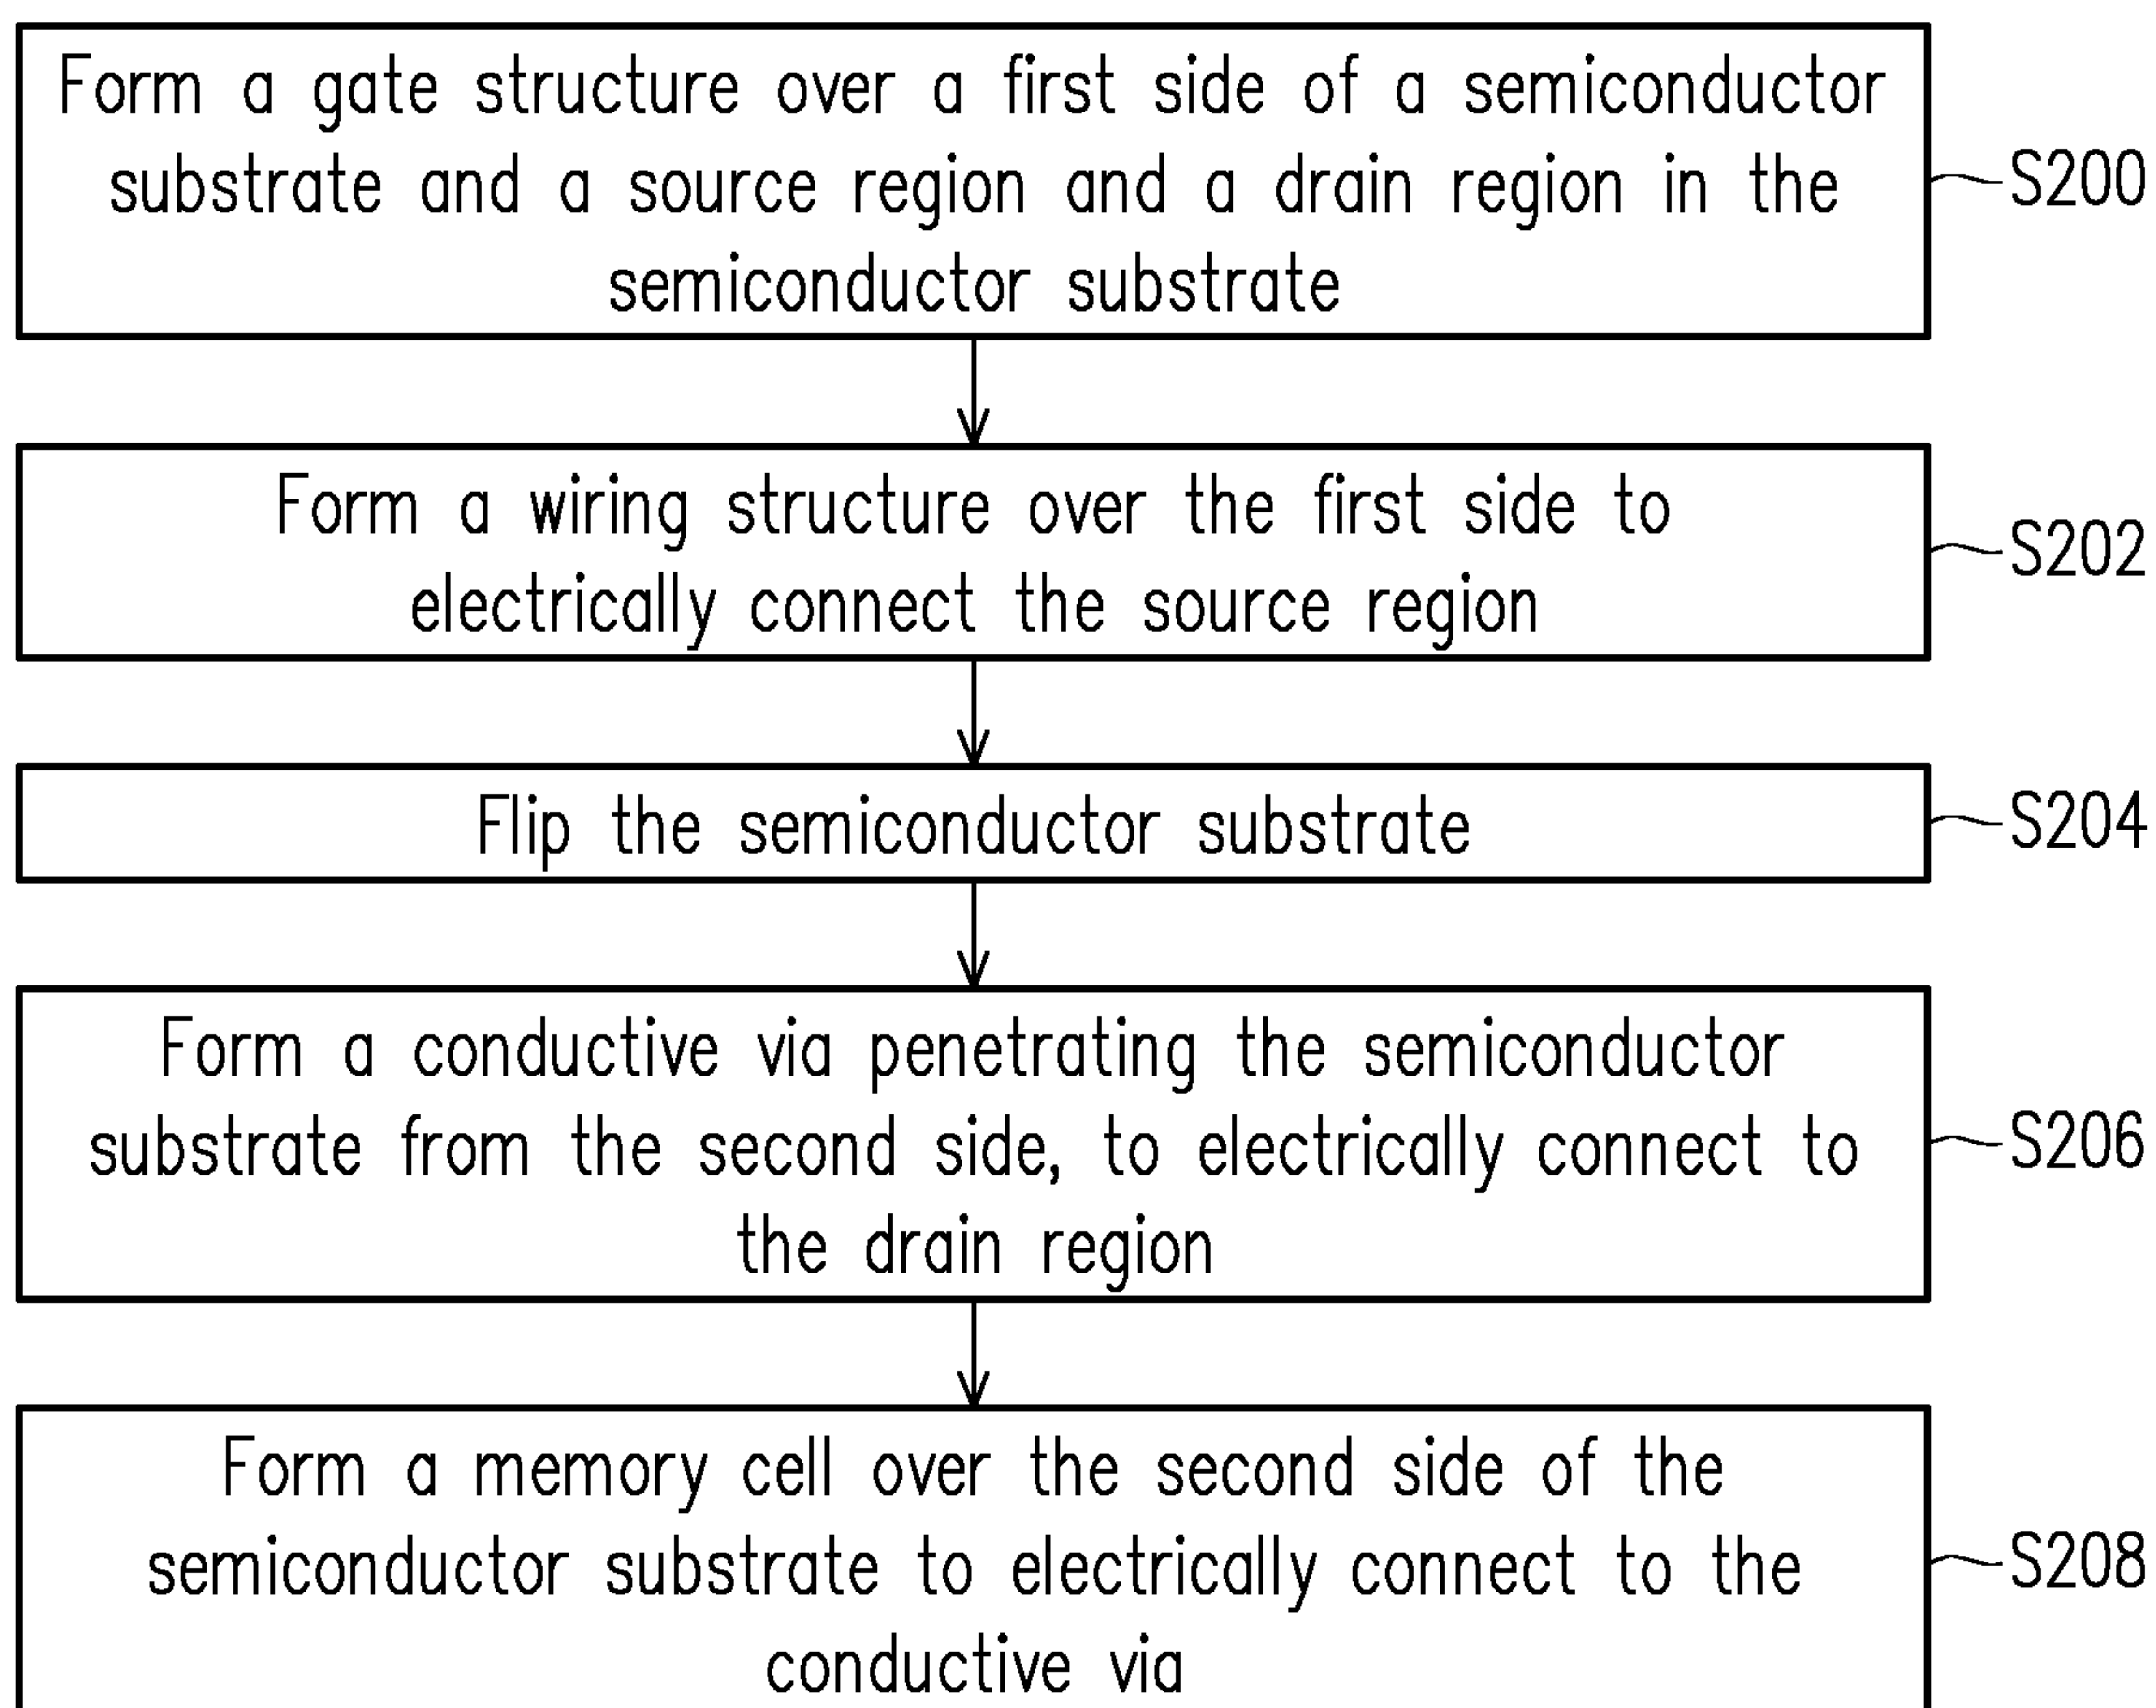 Form a gate structure over a first side of a semiconductor
substrate and a source region and a drain region in the
semiconductor substrate
S200
Form a wiring structure over the first side to
electrically connect the source region
S202
Flip the semiconductor substrate
S204
Form a conductive via penetrating the semiconductor
substrate from the second side, to electrically connect to
the drain region
S206
Form a memory cell over the second side of the
semiconductor substrate to electrically connect to the
conductive via
S208